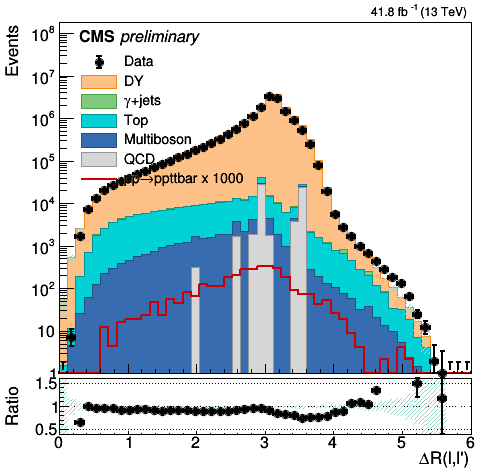 41.8 fb⁻¹ (13 TeV)
Events
CMS preliminary
Data
DY
γ+jets
Top
Multiboson
QCD
→ppttbar x 1000
10⁸
10⁷
10⁶
10⁵
10⁴
10³
10²
10
1
Ratio
1.5
1
0.5
0 1 2 3 4 5 6
ΔR(l,l')